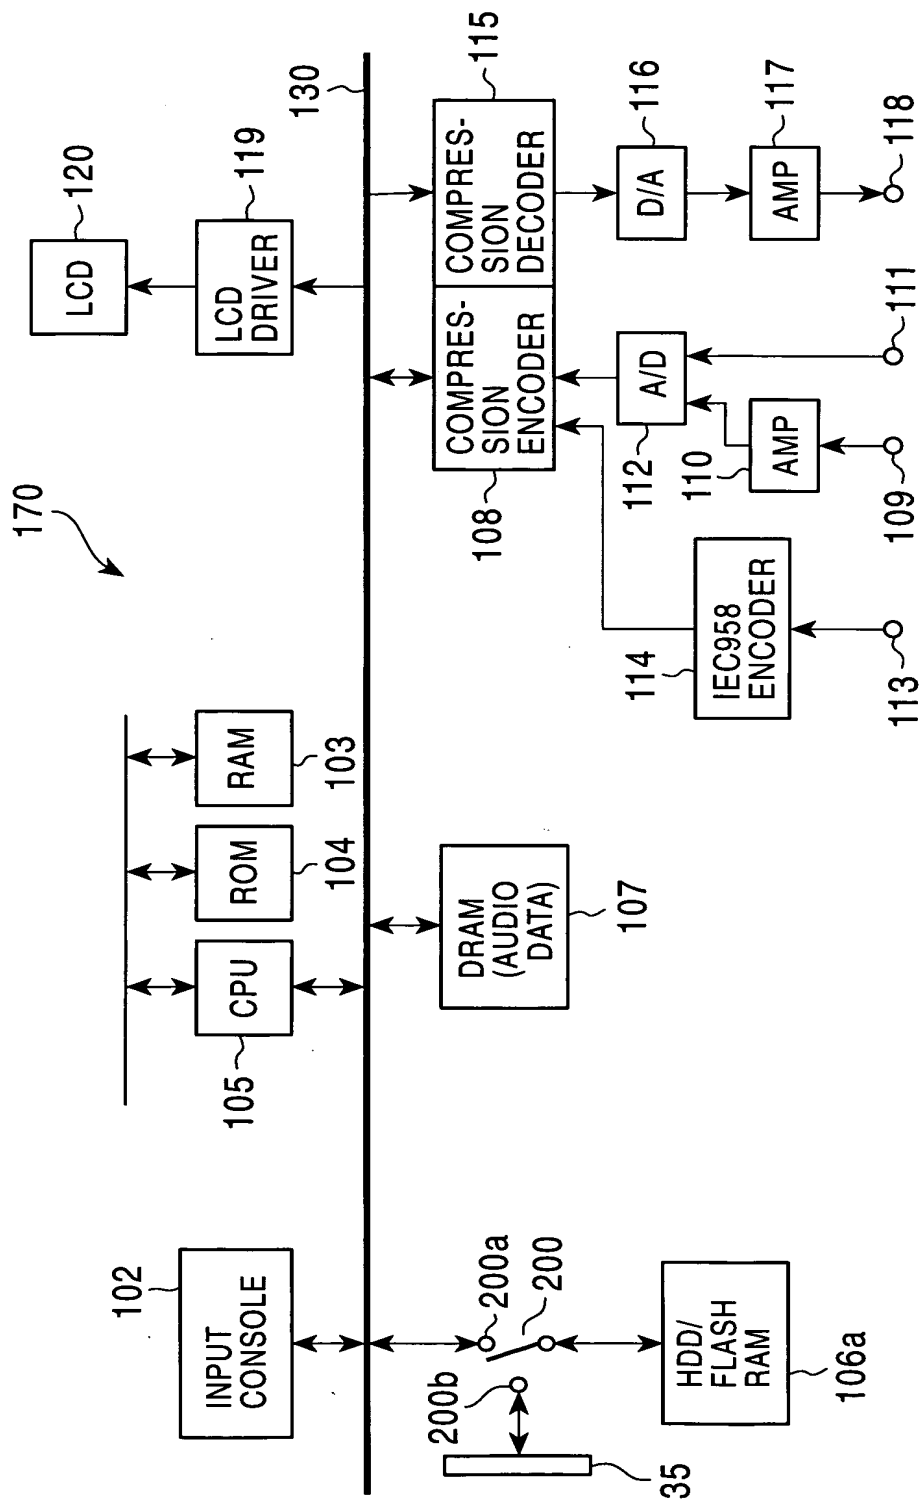 170
120
LCD
119
LCD
DRIVER
130
102
INPUT
CONSOLE
105
CPU
ROM
104
RAM
103
200b
200a
200
35
HDD/
FLASH
RAM
106a
DRAM
(AUDIO
DATA)
107
108
COMPRES-
SION
ENCODER
COMPRES-
SION
DECODER
115
112
A/D
D/A
116
114
IEC958
ENCODER
110
AMP
AMP
117
113
109
111
118